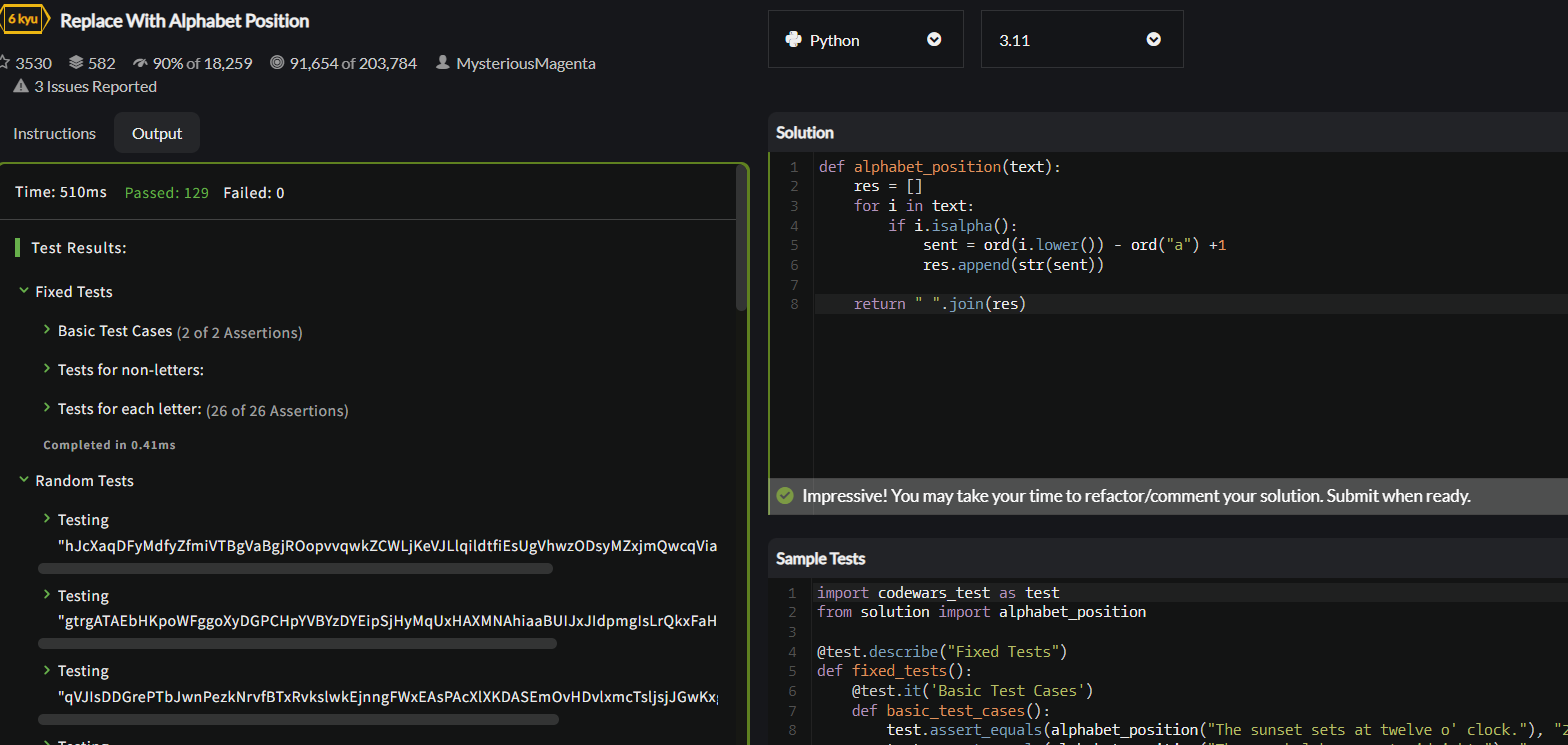 6 kyu Replace With Alphabet Position
3530 582 90% of 18,259 91,654 of 203,784 MysteriousMagenta
3 Issues Reported
Instructions Output
Time: 510ms Passed: 129 Failed: 0
Test Results:
Fixed Tests
Basic Test Cases (2 of 2 Assertions)
Tests for non-letters:
Tests for each letter: (26 of 26 Assertions)
Completed in 0.41ms
Random Tests
Testing
"hJcXaqDFyMdfyZfmiVTBgVaBgjROopvvqwkZCWLjKeVJLlqildtfiEsUgVhwzODsyMZxjmQwcqVia
Testing
"gtrgATAEbHKpoWFggoXyDGPCHpYVBYzDYEipSjHyMqUxHAXMNAhiaaBUIJxJIdpmgIsLrQkxFaH
Testing
"qVJIsDDGrePTbJwnPezkNrvfBTxRvkslwkEjnngFWxEAsPAcXlXKDASEmOvHDvlxmcTsljsjJGwKxg
Python
3.11
Solution
1 def alphabet_position(text):
2     res = []
3     for i in text:
4         if i.isalpha():
5             sent = ord(i.lower()) - ord("a") +1
6             res.append(str(sent))
7
8     return " ".join(res)
Impressive! You may take your time to refactor/comment your solution. Submit when ready.
Sample Tests
1 import codewars_test as test
2 from solution import alphabet_position
3
4 @test.describe("Fixed Tests")
5 def fixed_tests():
6     @test.it('Basic Test Cases')
7     def basic_test_cases():
8         test.assert_equals(alphabet_position("The sunset sets at twelve o' clock."), "2